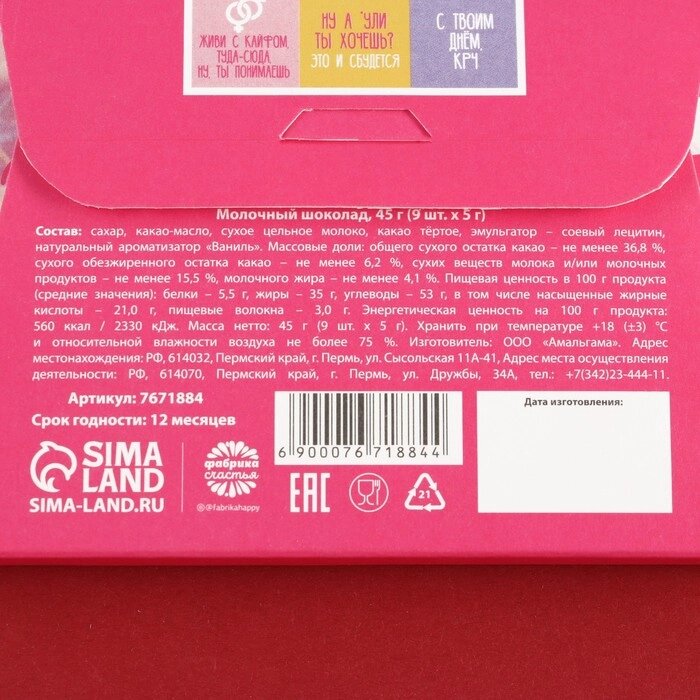 ЖИВИ С КАЙФОМ,
ТУДА-СЮДА,
НУ, ТЫ ПОНИМАЕШЬ
НУ А 'УЛИ
ТЫ ХОЧЕШЬ?
ЭТО И СБУДЕТСЯ
С ТВОИМ
ДНЁМ,
КРЧ
Молочный шоколад, 45 г (9 шт. х 5 г)
Состав: сахар, какао-масло, сухое цельное молоко, какао тёртое, эмульгатор – соевый лецитин,
натуральный ароматизатор «Ваниль». Массовые доли: общего сухого остатка какао – не менее 36,8 %,
сухого обезжиренного остатка какао – не менее 6,2 %, сухих веществ молока и/или молочных
продуктов – не менее 15,5 %, молочного жира – не менее 4,1 %. Пищевая ценность в 100 г продукта
(средние значения): белки – 5,5 г, жиры – 35 г, углеводы – 53 г, в том числе насыщенные жирные
кислоты – 21,0 г, пищевые волокна – 3,0 г. Энергетическая ценность на 100 г продукта:
560 ккал / 2330 кДж. Масса нетто: 45 г (9 шт. х 5 г). Хранить при температуре +18 (±3) °С
и относительной влажности воздуха не более 75 %. Изготовитель: ООО «Амальгама». Адрес
местонахождения: РФ, 614032, Пермский край, г. Пермь, ул. Сысольская 11А-41, Адрес места осуществления
деятельности: РФ, 614070, Пермский край, г. Пермь, ул. Дружбы, 34А, тел.: +7(342)23-444-11.
Артикул: 7671884
Срок годности: 12 месяцев
Дата изготовления:
6 900076 718844
SIMA
LAND
SIMA-LAND.RU
фабрика
счастья
@fabrikahappy
EAC
21